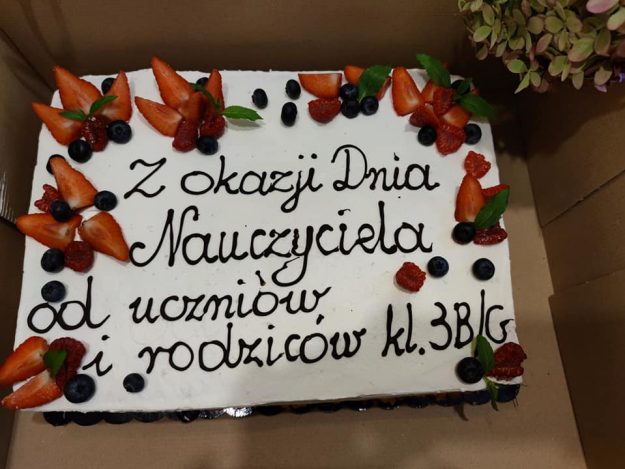 Z okazji Dnia
Nauczyciela
od uczniów
i rodziców kl. 3B/G